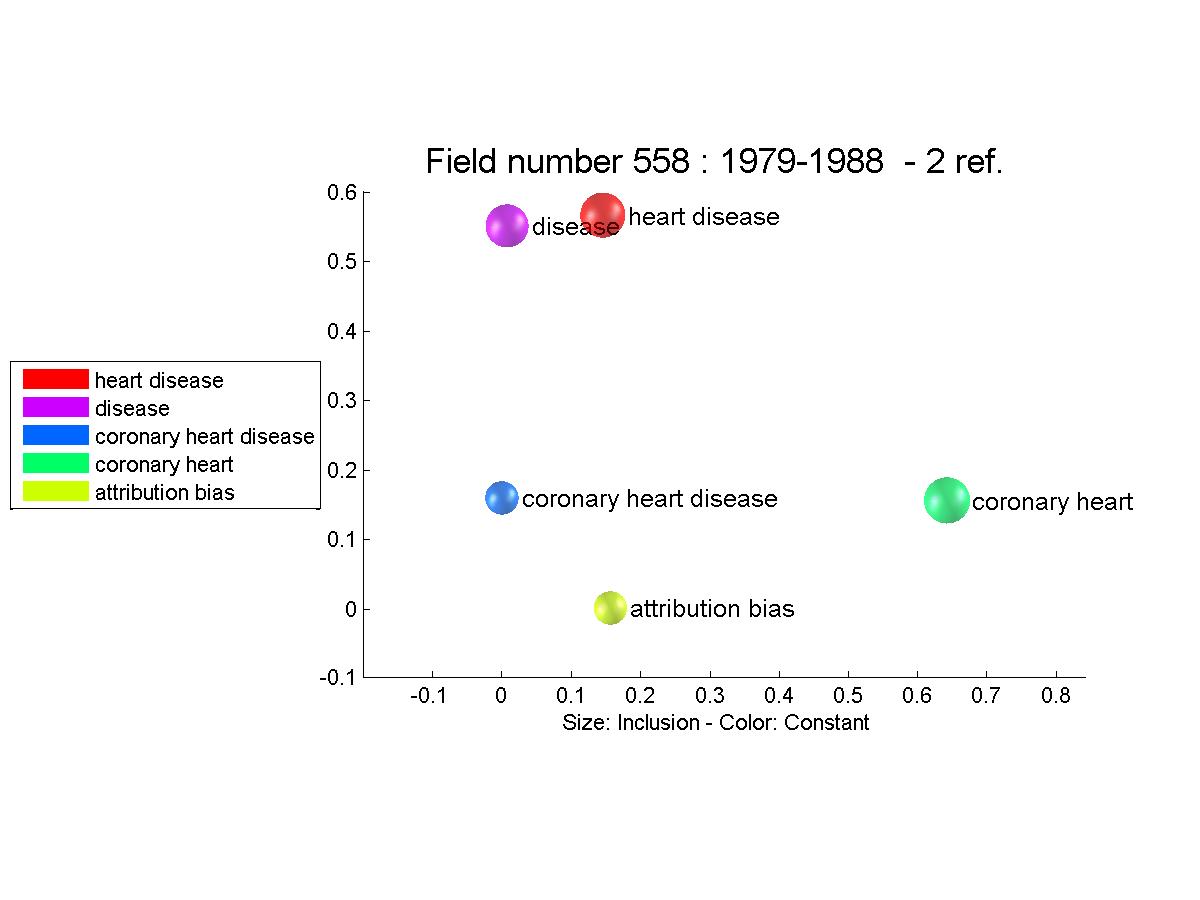 Field number 558 : 1979-1988  - 2 ref.
0.6
disease
heart disease
0.5
0.4
0.3
0.2
0.1
0
-0.1
heart disease
disease
coronary heart disease
coronary heart
attribution bias
coronary heart disease
coronary heart
attribution bias
-0.1 0 0.1 0.2 0.3 0.4 0.5 0.6 0.7 0.8
Size: Inclusion - Color: Constant